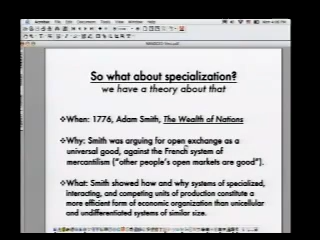 So what about specialization?
we have a theory about that
❖When: 1776, Adam Smith, The Wealth of Nations
❖Why: Smith was arguing for open exchange as a
universal good, against the French system of
mercantilism ("other people's open markets are good").
❖What: Smith showed how and why systems of specialized,
interacting, and competing units of production constitute a
more efficient form of economic organization than unicellular
and undifferentiated systems of similar size.